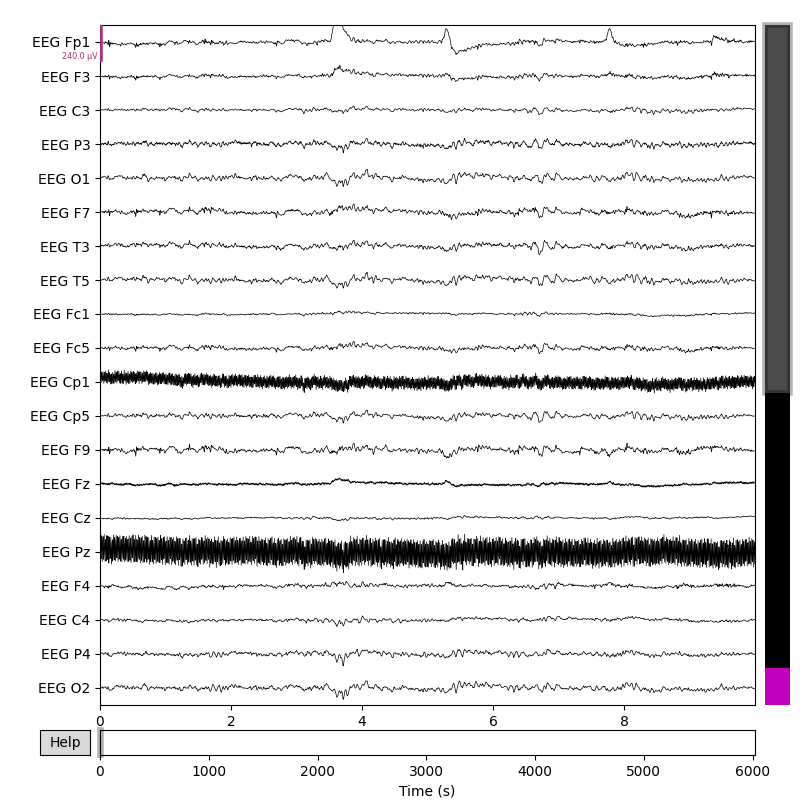 EEG Fp1
240.0 µV
EEG F3
EEG C3
EEG P3
EEG O1
EEG F7
EEG T3
EEG T5
EEG Fc1
EEG Fc5
EEG Cp1
EEG Cp5
EEG F9
EEG Fz
EEG Cz
EEG Pz
EEG F4
EEG C4
EEG P4
EEG O2
0 2 4 6 8
Help
0 1000 2000 3000 4000 5000 6000
Time (s)